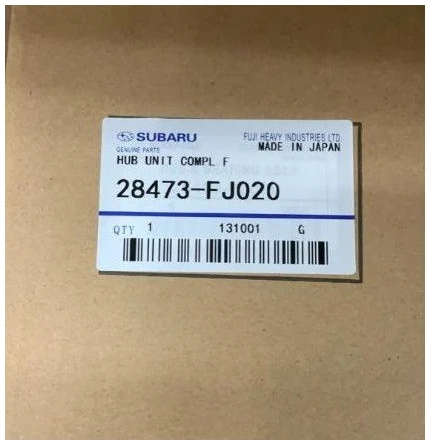 SUBARU FUJI HEAVY INDUSTRIES LTD.
GENUINE PARTS MADE IN JAPAN
HUB UNIT COMPL F
28473-FJ020
QTY 1 131001 G